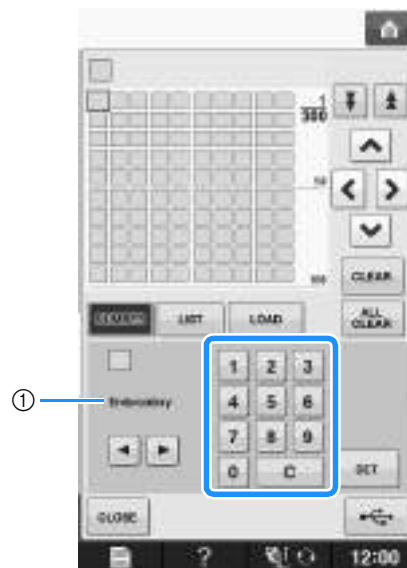 1
300
50
100
CLEAR
LIST
LOAD
ALL
CLEAR
①
Embroidery
1 2 3
4 5 6
7 8 9
0 C
SET
CLOSE
? 12:00